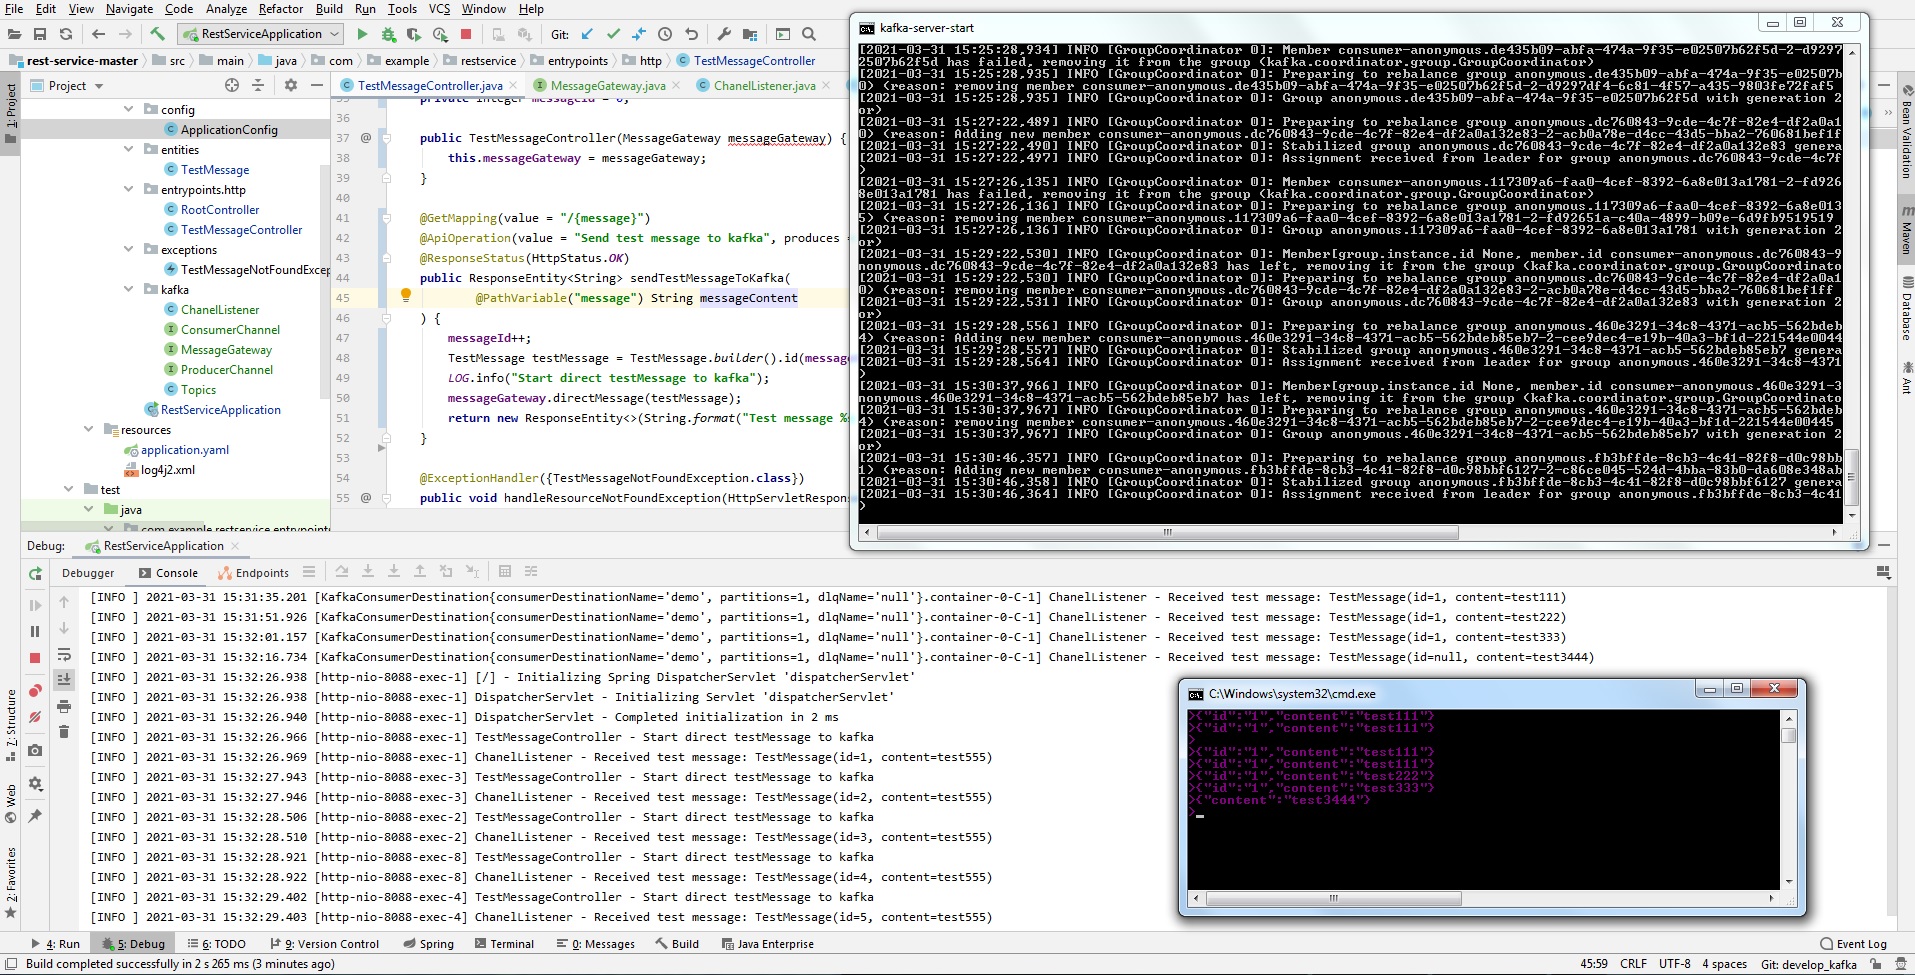 File Edit View Navigate Code Analyze Refactor Build Run Tools VCS Window Help
RestServiceApplication
Git:
rest-service-master src main java com example restservice entrypoints http TestMessageController
Project
1: Project
config
ApplicationConfig
entities
TestMessage
entrypoints.http
RootController
TestMessageController
exceptions
TestMessageNotFoundExcep
kafka
ChanelListener
ConsumerChannel
MessageGateway
ProducerChannel
Topics
RestServiceApplication
resources
application.yaml
log4j2.xml
test
java
com.example.restservice.entrypoints
TestMessageController.java MessageGateway.java ChanelListener.java
36
37 public TestMessageController(MessageGateway messageGateway) {
38 this.messageGateway = messageGateway;
39 }
40
41 @GetMapping(value = "/{message}")
42 @ApiOperation(value = "Send test message to kafka", produces =
43 @ResponseStatus(HttpStatus.OK)
44 public ResponseEntity<String> sendTestMessageToKafka(
45 @PathVariable("message") String messageContent
46 ) {
47 messageId++;
48 TestMessage testMessage = TestMessage.builder().id(messag
49 LOG.info("Start direct testMessage to kafka");
50 messageGateway.directMessage(testMessage);
51 return new ResponseEntity<>(String.format("Test message %s
52 }
53
54 @ExceptionHandler({TestMessageNotFoundException.class})
55 public void handleResourceNotFoundException(HttpServletRespons
kafka-server-start
[2021-03-31 15:25:28,934] INFO [GroupCoordinator 0]: Member consumer-anonymous.de435b09-abfa-474a-9f35-e02507b62f5d-2-d9297
2507b62f5d has failed, removing it from the group (kafka.coordinator.group.GroupCoordinator)
[2021-03-31 15:25:28,935] INFO [GroupCoordinator 0]: Preparing to rebalance group anonymous.de435b09-abfa-474a-9f35-e02507b
0) (reason: removing member consumer-anonymous.de435b09-abfa-474a-9f35-e02507b62f5d-2-d9297df4-6c81-4f57-a435-9803fe72faf5
[2021-03-31 15:25:28,935] INFO [GroupCoordinator 0]: Group anonymous.de435b09-abfa-474a-9f35-e02507b62f5d with generation 2
or)
[2021-03-31 15:27:22,489] INFO [GroupCoordinator 0]: Preparing to rebalance group anonymous.dc760843-9cde-4c7f-82e4-df2a0a1
0) (reason: Adding new member consumer-anonymous.dc760843-9cde-4c7f-82e4-df2a0a132e83-2-acb0a78e-d4cc-43d5-bba2-760681bef1f
[2021-03-31 15:27:22,490] INFO [GroupCoordinator 0]: Stabilized group anonymous.dc760843-9cde-4c7f-82e4-df2a0a132e83 genera
[2021-03-31 15:27:22,497] INFO [GroupCoordinator 0]: Assignment received from leader for group anonymous.dc760843-9cde-4c7f
)
[2021-03-31 15:27:26,135] INFO [GroupCoordinator 0]: Member consumer-anonymous.117309a6-faa0-4cef-8392-6a8e013a1781-2-fd926
8e013a1781 has failed, removing it from the group (kafka.coordinator.group.GroupCoordinator)
[2021-03-31 15:27:26,136] INFO [GroupCoordinator 0]: Preparing to rebalance group anonymous.117309a6-faa0-4cef-8392-6a8e013
5) (reason: removing member consumer-anonymous.117309a6-faa0-4cef-8392-6a8e013a1781-2-fd92651a-c40a-4899-b09e-6d9fb9519519
[2021-03-31 15:27:26,136] INFO [GroupCoordinator 0]: Group anonymous.117309a6-faa0-4cef-8392-6a8e013a1781 with generation 6
or)
[2021-03-31 15:29:22,530] INFO [GroupCoordinator 0]: Member[group.instance.id None, member.id consumer-anonymous.dc760843-9
nonymous.dc760843-9cde-4c7f-82e4-df2a0a132e83 has left, removing it from the group (kafka.coordinator.group.GroupCoordinato
[2021-03-31 15:29:22,530] INFO [GroupCoordinator 0]: Preparing to rebalance group anonymous.dc760843-9cde-4c7f-82e4-df2a0a1
0) (reason: removing member consumer-anonymous.dc760843-9cde-4c7f-82e4-df2a0a132e83-2-acb0a78e-d4cc-43d5-bba2-760681bef1ff
[2021-03-31 15:29:22,531] INFO [GroupCoordinator 0]: Group anonymous.dc760843-9cde-4c7f-82e4-df2a0a132e83 with generation 2
or)
[2021-03-31 15:29:28,556] INFO [GroupCoordinator 0]: Preparing to rebalance group anonymous.460e3291-34c8-4371-acb5-562bdeb
4) (reason: Adding new member consumer-anonymous.460e3291-34c8-4371-acb5-562bdeb85eb7-2-cee9dec4-e19b-40a3-bf1d-221544e0044
[2021-03-31 15:29:28,557] INFO [GroupCoordinator 0]: Stabilized group anonymous.460e3291-34c8-4371-acb5-562bdeb85eb7 genera
[2021-03-31 15:29:28,564] INFO [GroupCoordinator 0]: Assignment received from leader for group anonymous.460e3291-34c8-4371
)
[2021-03-31 15:30:37,966] INFO [GroupCoordinator 0]: Member[group.instance.id None, member.id consumer-anonymous.460e3291-3
nonymous.460e3291-34c8-4371-acb5-562bdeb85eb7 has left, removing it from the group (kafka.coordinator.group.GroupCoordinato
[2021-03-31 15:30:37,967] INFO [GroupCoordinator 0]: Preparing to rebalance group anonymous.460e3291-34c8-4371-acb5-562bdeb
4) (reason: removing member consumer-anonymous.460e3291-34c8-4371-acb5-562bdeb85eb7-2-cee9dec4-e19b-40a3-bf1d-221544e00445
[2021-03-31 15:30:37,967] INFO [GroupCoordinator 0]: Group anonymous.460e3291-34c8-4371-acb5-562bdeb85eb7 with generation 2
or)
[2021-03-31 15:30:46,357] INFO [GroupCoordinator 0]: Preparing to rebalance group anonymous.fb3bffde-8cb3-4c41-82f8-d0c98bb
1) (reason: Adding new member consumer-anonymous.fb3bffde-8cb3-4c41-82f8-d0c98bbf6127-2-c86ce045-524d-4bba-83b0-da608e348ab
[2021-03-31 15:30:46,358] INFO [GroupCoordinator 0]: Stabilized group anonymous.fb3bffde-8cb3-4c41-82f8-d0c98bbf6127 genera
[2021-03-31 15:30:46,364] INFO [GroupCoordinator 0]: Assignment received from leader for group anonymous.fb3bffde-8cb3-4c41
)
Bean Validation
Maven
Database
Ant
Debug: RestServiceApplication
Debugger Console Endpoints
[INFO ] 2021-03-31 15:31:35.201 [KafkaConsumerDestination{consumerDestinationName='demo', partitions=1, dlqName='null'}.container-0-C-1] ChanelListener - Received test message: TestMessage(id=1, content=test111)
[INFO ] 2021-03-31 15:31:51.926 [KafkaConsumerDestination{consumerDestinationName='demo', partitions=1, dlqName='null'}.container-0-C-1] ChanelListener - Received test message: TestMessage(id=1, content=test222)
[INFO ] 2021-03-31 15:32:01.157 [KafkaConsumerDestination{consumerDestinationName='demo', partitions=1, dlqName='null'}.container-0-C-1] ChanelListener - Received test message: TestMessage(id=1, content=test333)
[INFO ] 2021-03-31 15:32:16.734 [KafkaConsumerDestination{consumerDestinationName='demo', partitions=1, dlqName='null'}.container-0-C-1] ChanelListener - Received test message: TestMessage(id=null, content=test3444)
[INFO ] 2021-03-31 15:32:26.938 [http-nio-8088-exec-1] [/] - Initializing Spring DispatcherServlet 'dispatcherServlet'
[INFO ] 2021-03-31 15:32:26.938 [http-nio-8088-exec-1] DispatcherServlet - Initializing Servlet 'dispatcherServlet'
[INFO ] 2021-03-31 15:32:26.940 [http-nio-8088-exec-1] DispatcherServlet - Completed initialization in 2 ms
[INFO ] 2021-03-31 15:32:26.966 [http-nio-8088-exec-1] TestMessageController - Start direct testMessage to kafka
[INFO ] 2021-03-31 15:32:26.969 [http-nio-8088-exec-1] ChanelListener - Received test message: TestMessage(id=1, content=test555)
[INFO ] 2021-03-31 15:32:27.943 [http-nio-8088-exec-3] TestMessageController - Start direct testMessage to kafka
[INFO ] 2021-03-31 15:32:27.946 [http-nio-8088-exec-3] ChanelListener - Received test message: TestMessage(id=2, content=test555)
[INFO ] 2021-03-31 15:32:28.506 [http-nio-8088-exec-2] TestMessageController - Start direct testMessage to kafka
[INFO ] 2021-03-31 15:32:28.510 [http-nio-8088-exec-2] ChanelListener - Received test message: TestMessage(id=3, content=test555)
[INFO ] 2021-03-31 15:32:28.921 [http-nio-8088-exec-8] TestMessageController - Start direct testMessage to kafka
[INFO ] 2021-03-31 15:32:28.922 [http-nio-8088-exec-8] ChanelListener - Received test message: TestMessage(id=4, content=test555)
[INFO ] 2021-03-31 15:32:29.402 [http-nio-8088-exec-4] TestMessageController - Start direct testMessage to kafka
[INFO ] 2021-03-31 15:32:29.403 [http-nio-8088-exec-4] ChanelListener - Received test message: TestMessage(id=5, content=test555)
7: Structure
Web
2: Favorites
C:\Windows\system32\cmd.exe
>{"id":"1","content":"test111"}
>{"id":"1","content":"test111"}
>
>{"id":"1","content":"test111"}
>{"id":"1","content":"test111"}
>{"id":"1","content":"test222"}
>{"id":"1","content":"test333"}
>{"content":"test3444"}
>_
4: Run 5: Debug 6: TODO 9: Version Control Spring Terminal 0: Messages Build Java Enterprise Event Log
Build completed successfully in 2 s 265 ms (3 minutes ago) 45:59 CRLF UTF-8 4 spaces Git: develop_kafka